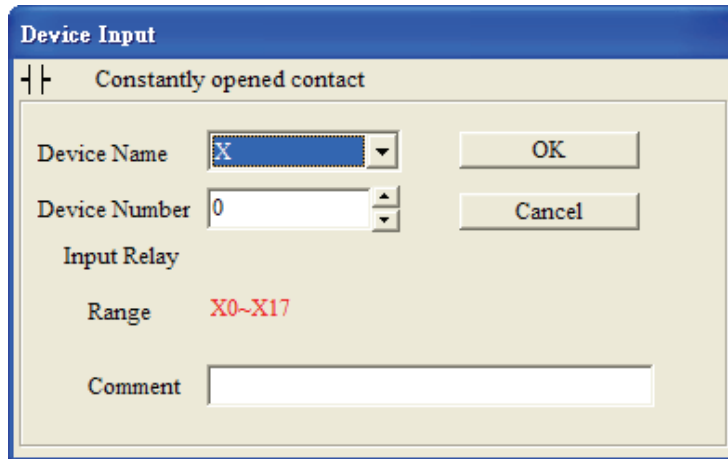 Device Input
Constantly opened contact
Device Name X OK
Device Number 0 Cancel
Input Relay
Range X0~X17
Comment